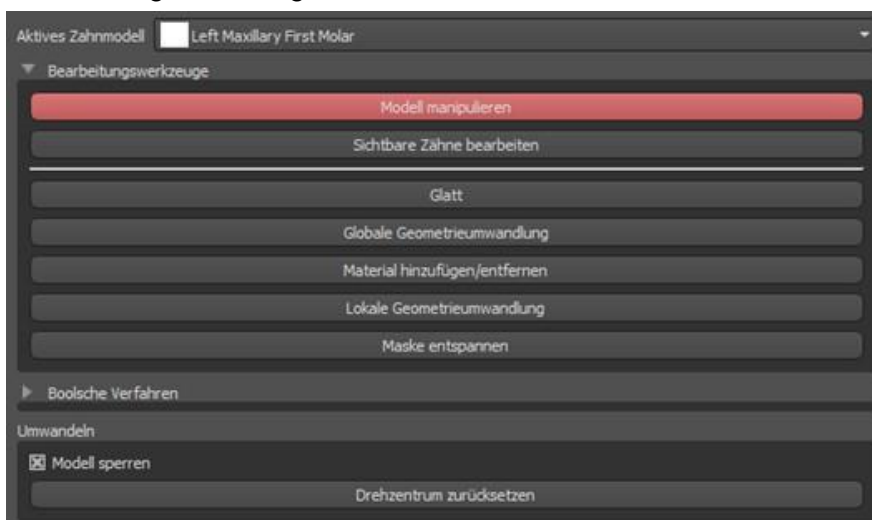 Aktives Zahnmodell Left Maxillary First Molar
Bearbeitungswerkzeuge
Modell manipulieren
Sichtbare Zähne bearbeiten
Glatt
Globale Geometrieumwandlung
Material hinzufügen/entfernen
Lokale Geometrieumwandlung
Maske entspannen
Boolsche Verfahren
Umwandeln
Modell sperren
Drehzentrum zurücksetzen